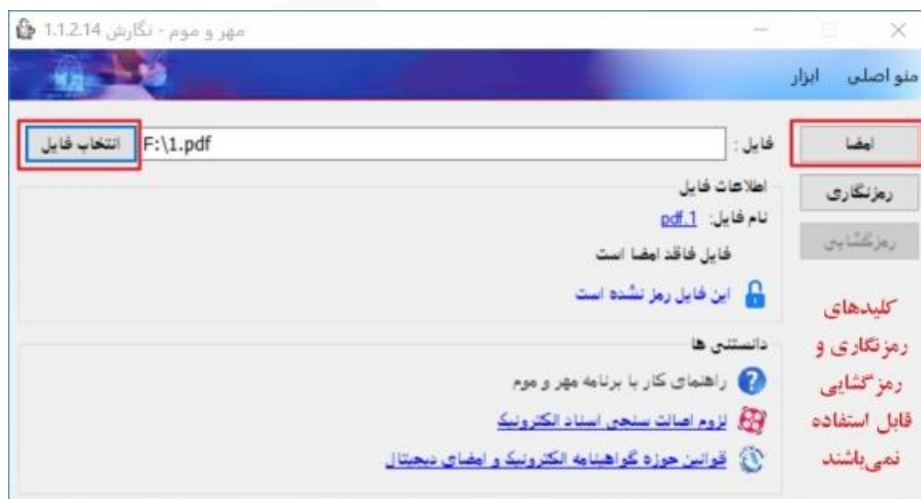 مهر و موم - نگارش 1.1.2.14
منو اصلی ابزار
امضا
فایل :
F:\1.pdf
انتخاب فایل
رمزنگاری
رمزگشایی
اطلاعات فایل
نام فایل: pdf.1
فایل فاقد امضا است
این فایل رمز نشده است
کلیدهای
رمزنگاری و
رمزگشایی
قابل استفاده
نمی‌باشند
دانستنی ها
راهنمای کار با برنامه مهر و موم
لزوم اصالت سنجی اسناد الکترونیک
قوانین حوزه گواهینامه الکترونیک و امضای دیجیتال